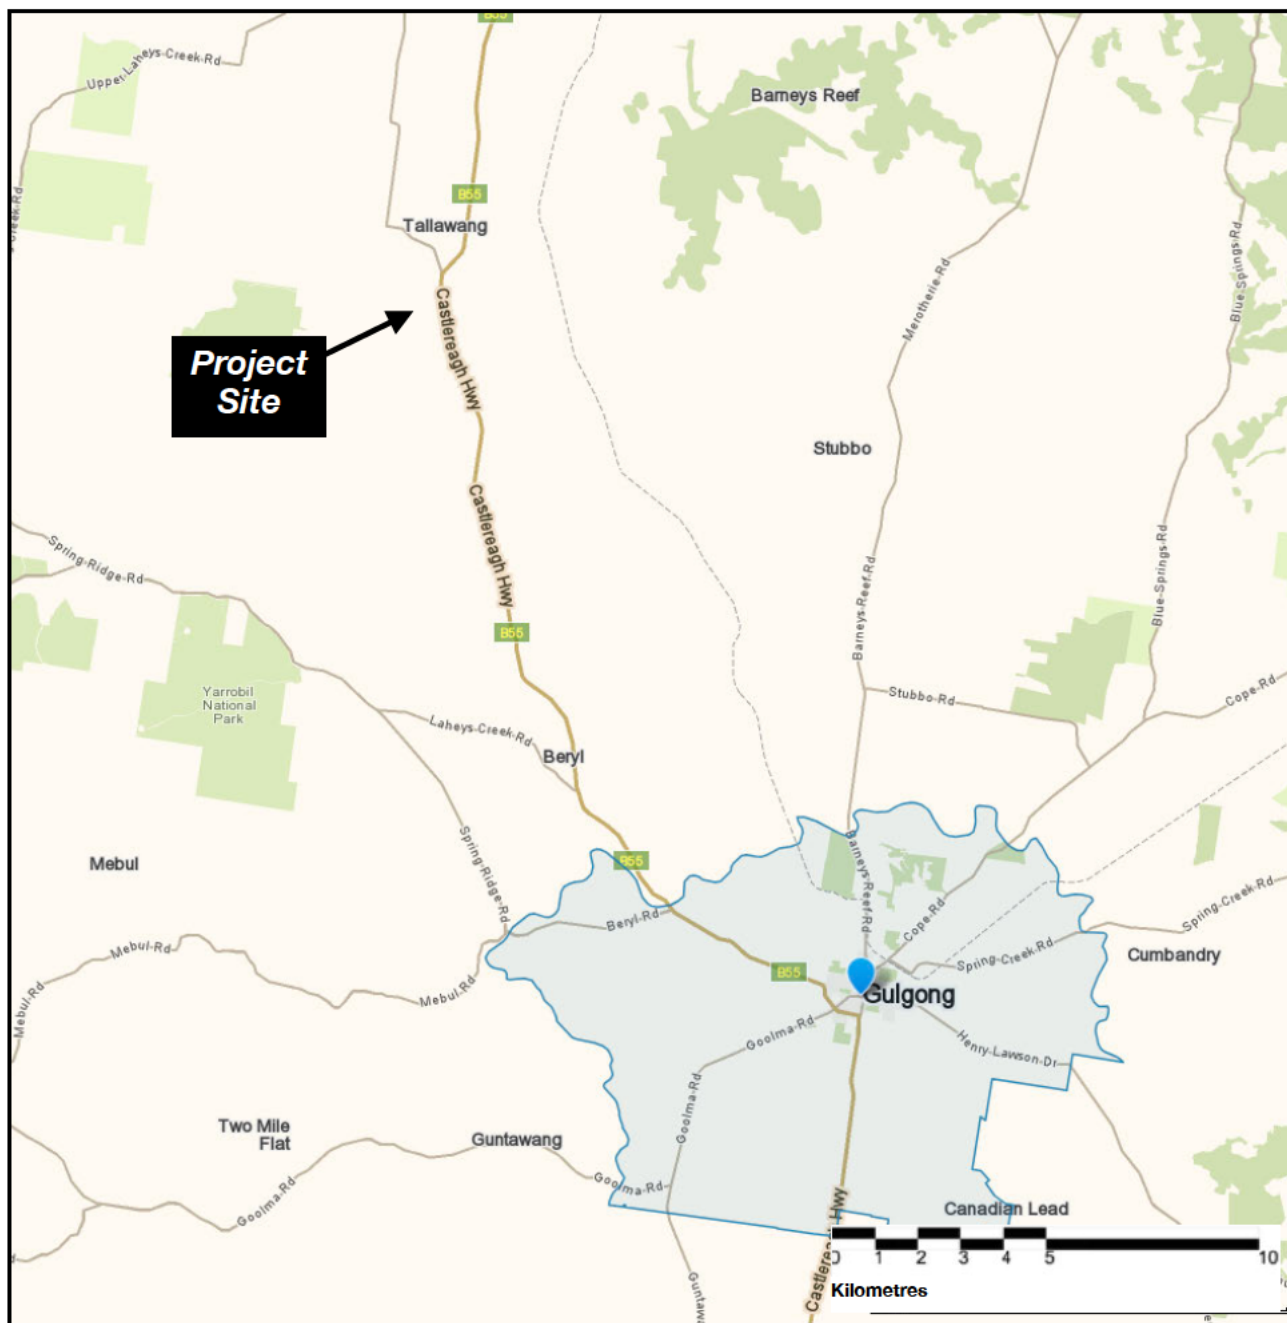 B55
Upper-Laheys-Creek-Rd
Barneys Reef
B55
Creek-Rd
Tallawang
Blue-Springs-Rd
Merotherie-Rd
Castlereagh Hwy
Project
Site
Stubbo
Castlereagh Hwy
Spring-Ridge-Rd
Barneys-Reef-Rd
Blue-Springs-Rd
B55
Yarrobil
National
Park
Stubbo-Rd
Cope-Rd
Laheys-Creek-Rd
Beryl
Mebul
Spring-Ridge-Rd
B55
Barneys Reef-Rd
Beryl-Rd
Cope-Rd
Spring-Creek-Rd
Mebul-Rd
Cumbandry
Spring-Creek-Rd
B55
Mebul-Rd
Mebul-Rd
Gulgong
Goolma-Rd
Henry-Lawson-Dr
Goolma-Rd
Two Mile
Flat
Guntawang
Goolma-Rd
Goolma-Rd
Canadian Lead
Castlereagh Hwy
0 1 2 3 4 5 10
Kilometres
Guntawa